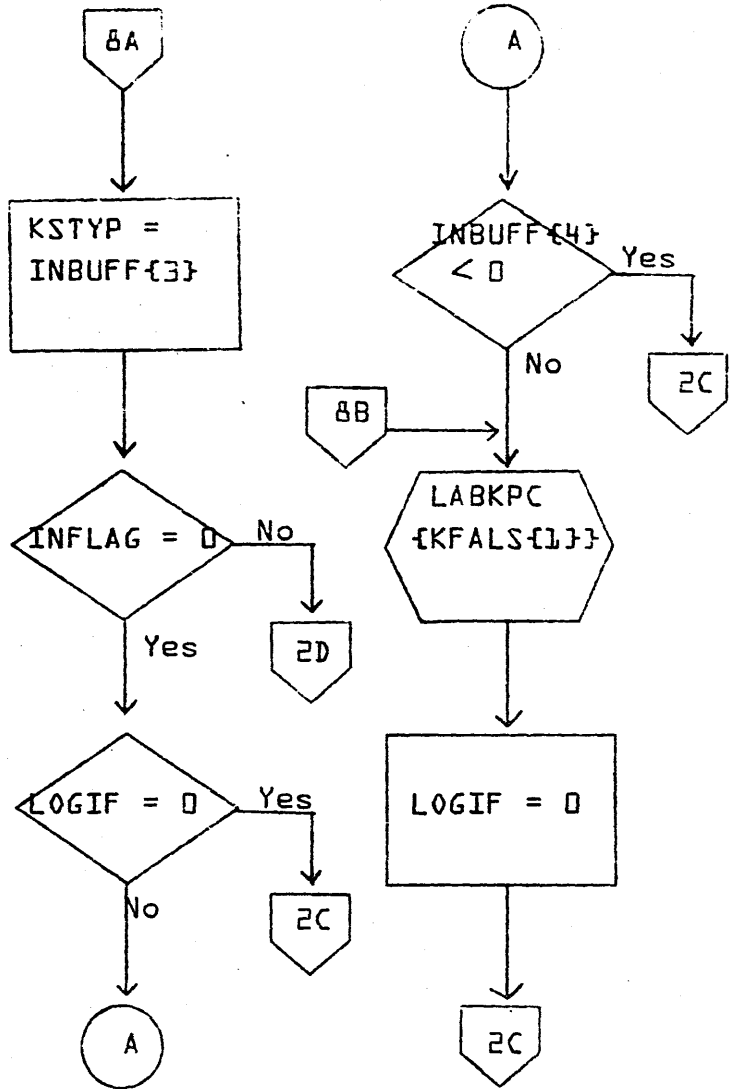 8A
KSTYP =
INBUFF{3}
INFLAG = 0
No
2D
Yes
LOGIF = 0
Yes
2C
No
A
A
INBUFF{4}
< 0
Yes
2C
No
8B
LABKPC
{KFALS{1}}
LOGIF = 0
2C